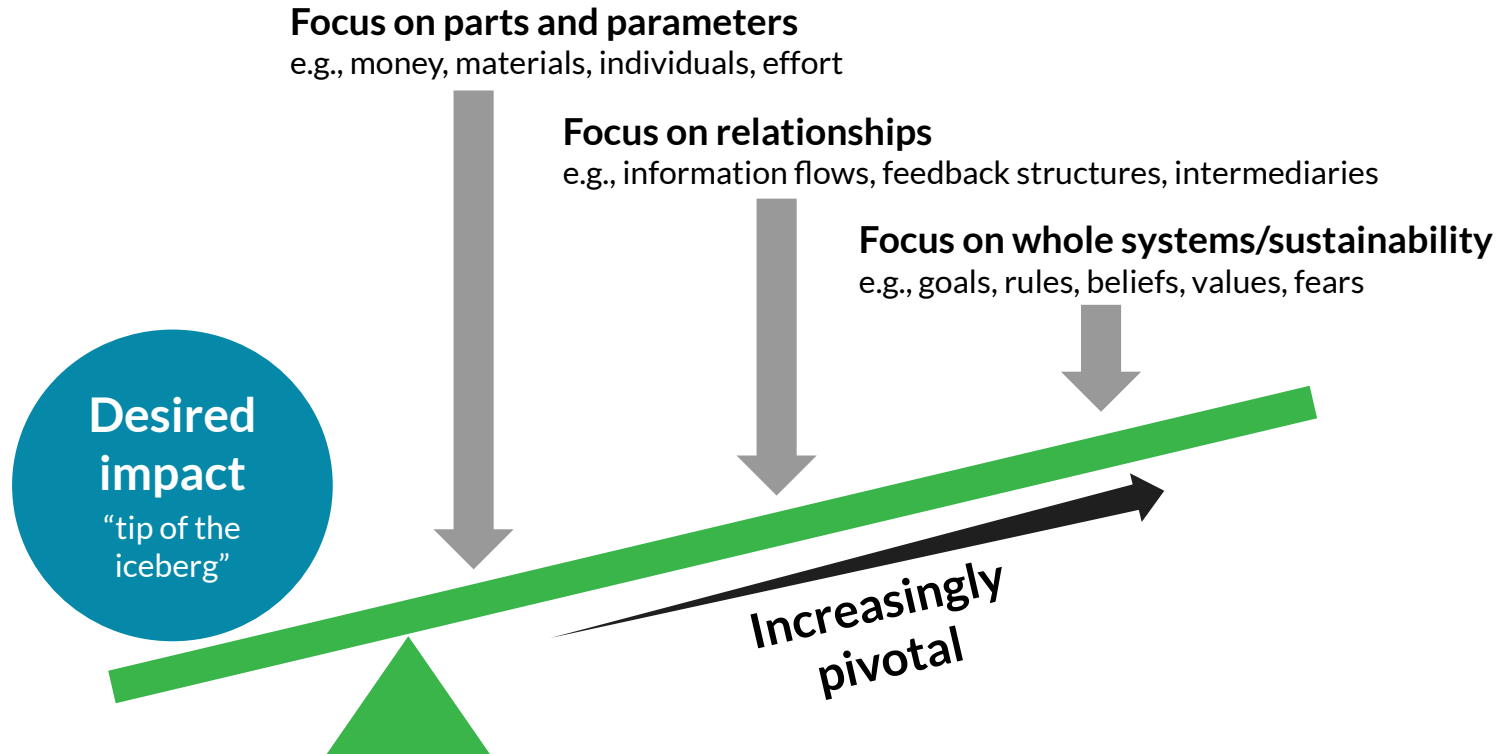 Focus on parts and parameters
e.g., money, materials, individuals, effort
Focus on relationships
e.g., information flows, feedback structures, intermediaries
Focus on whole systems/sustainability
e.g., goals, rules, beliefs, values, fears
Desired
impact
“tip of the
iceberg”
Increasingly
pivotal